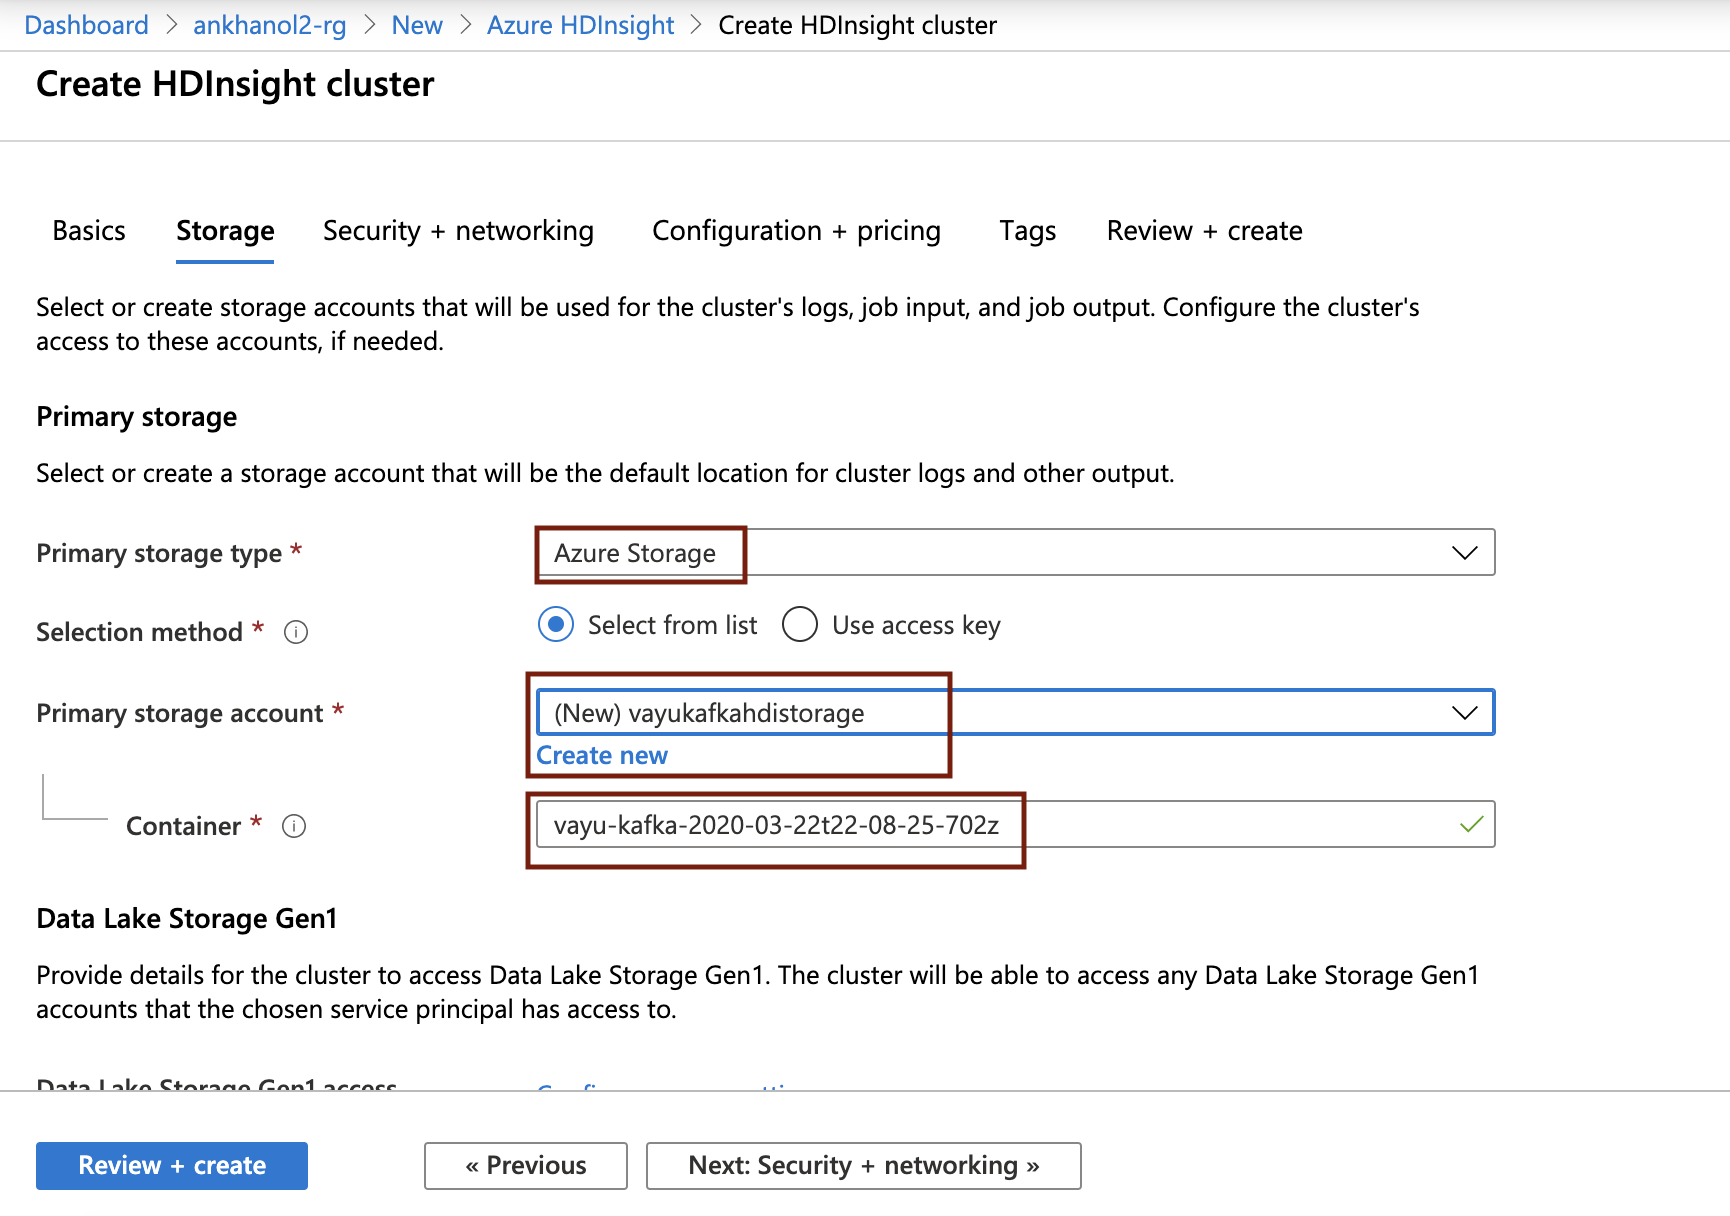 Dashboard > ankhanol2-rg > New > Azure HDInsight > Create HDInsight cluster
Create HDInsight cluster
Basics Storage Security + networking Configuration + pricing Tags Review + create
Select or create storage accounts that will be used for the cluster's logs, job input, and job output. Configure the cluster's
access to these accounts, if needed.
Primary storage
Select or create a storage account that will be the default location for cluster logs and other output.
Primary storage type * Azure Storage
Selection method * Select from list Use access key
Primary storage account * (New) vayukafkahdistorage
Create new
Container * vayu-kafka-2020-03-22t22-08-25-702z
Data Lake Storage Gen1
Provide details for the cluster to access Data Lake Storage Gen1. The cluster will be able to access any Data Lake Storage Gen1
accounts that the chosen service principal has access to.
Data Lake Storage Gen1 access
Review + create « Previous Next: Security + networking »